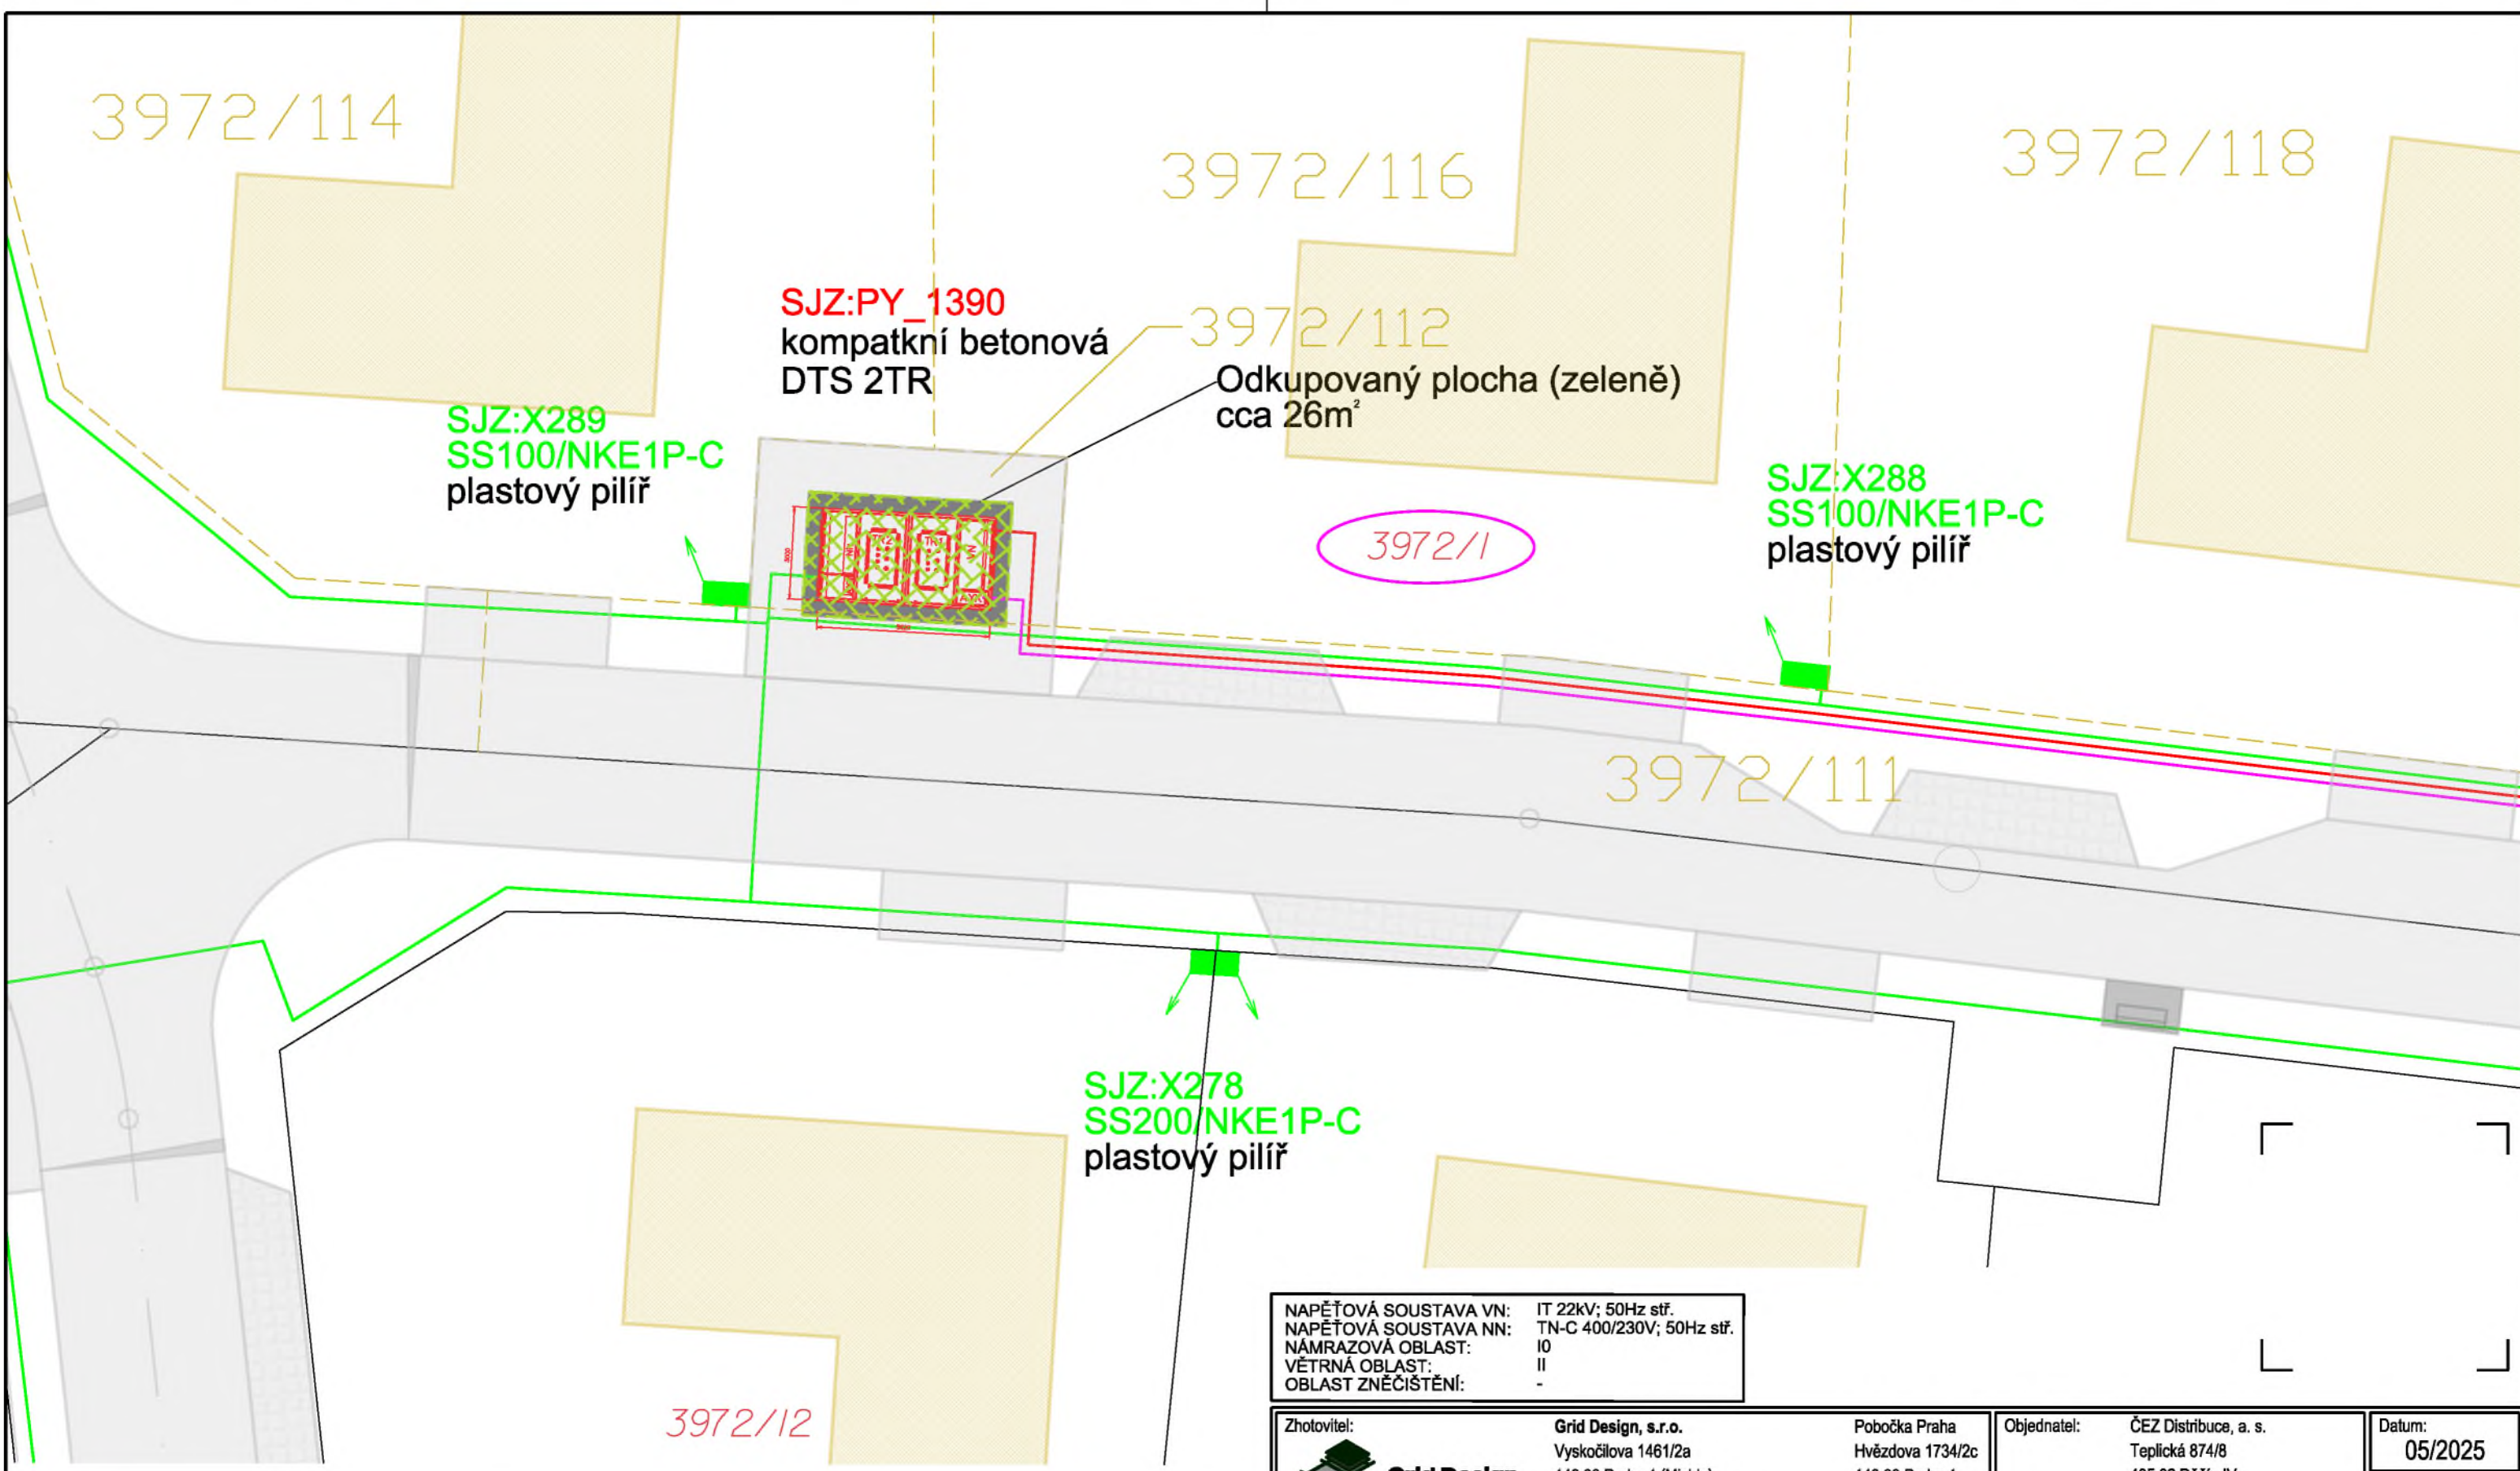 3972/114
3972/116
3972/118
SJZ:PY_1390
kompatkní betonová
DTS 2TR
3972/112
Odkupovaný plocha (zeleně)
cca 26m²
SJZ:X289
SS100/NKE1P-C
plastový pilíř
SJZ:X288
SS100/NKE1P-C
plastový pilíř
3972/1
TR2
TR1
VN
3972/111
SJZ:X278
SS200/NKE1P-C
plastový pilíř
3972/12
NAPĚŤOVÁ SOUSTAVA VN: IT 22kV; 50Hz stř.
NAPĚŤOVÁ SOUSTAVA NN: TN-C 400/230V; 50Hz stř.
NÁMRAZOVÁ OBLAST: I0
VĚTRNÁ OBLAST: II
OBLAST ZNEČIŠTĚNÍ: -
Zhotovitel:
Grid Design, s.r.o.
Vyskočilova 1461/2a
Pobočka Praha
Hvězdova 1734/2c
Objednatel:
ČEZ Distribuce, a. s.
Teplická 874/8
Datum:
05/2025